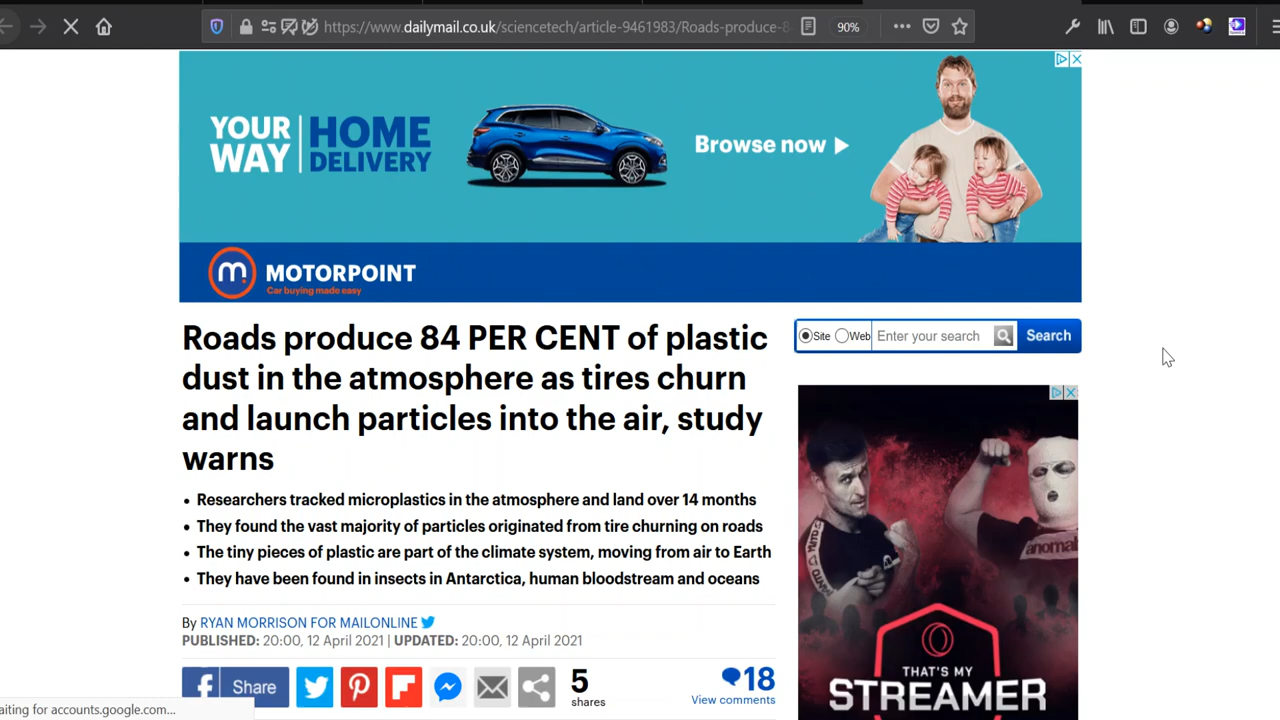 https://www.dailymail.co.uk/sciencetech/article-9461983/Roads-produce-8
90%
YOUR WAY
HOME DELIVERY
Browse now
m
MOTORPOINT
Car buying made easy
Roads produce 84 PER CENT of plastic
dust in the atmosphere as tires churn
and launch particles into the air, study
warns
Site
Web
Enter your search
Search
• Researchers tracked microplastics in the atmosphere and land over 14 months
• They found the vast majority of particles originated from tire churning on roads
• The tiny pieces of plastic are part of the climate system, moving from air to Earth
• They have been found in insects in Antarctica, human bloodstream and oceans
By RYAN MORRISON FOR MAILONLINE
PUBLISHED: 20:00, 12 April 2021 | UPDATED: 20:00, 12 April 2021
f Share
5
shares
18
View comments
anomal
THAT'S MY
STREAMER
aiting for accounts.google.com...